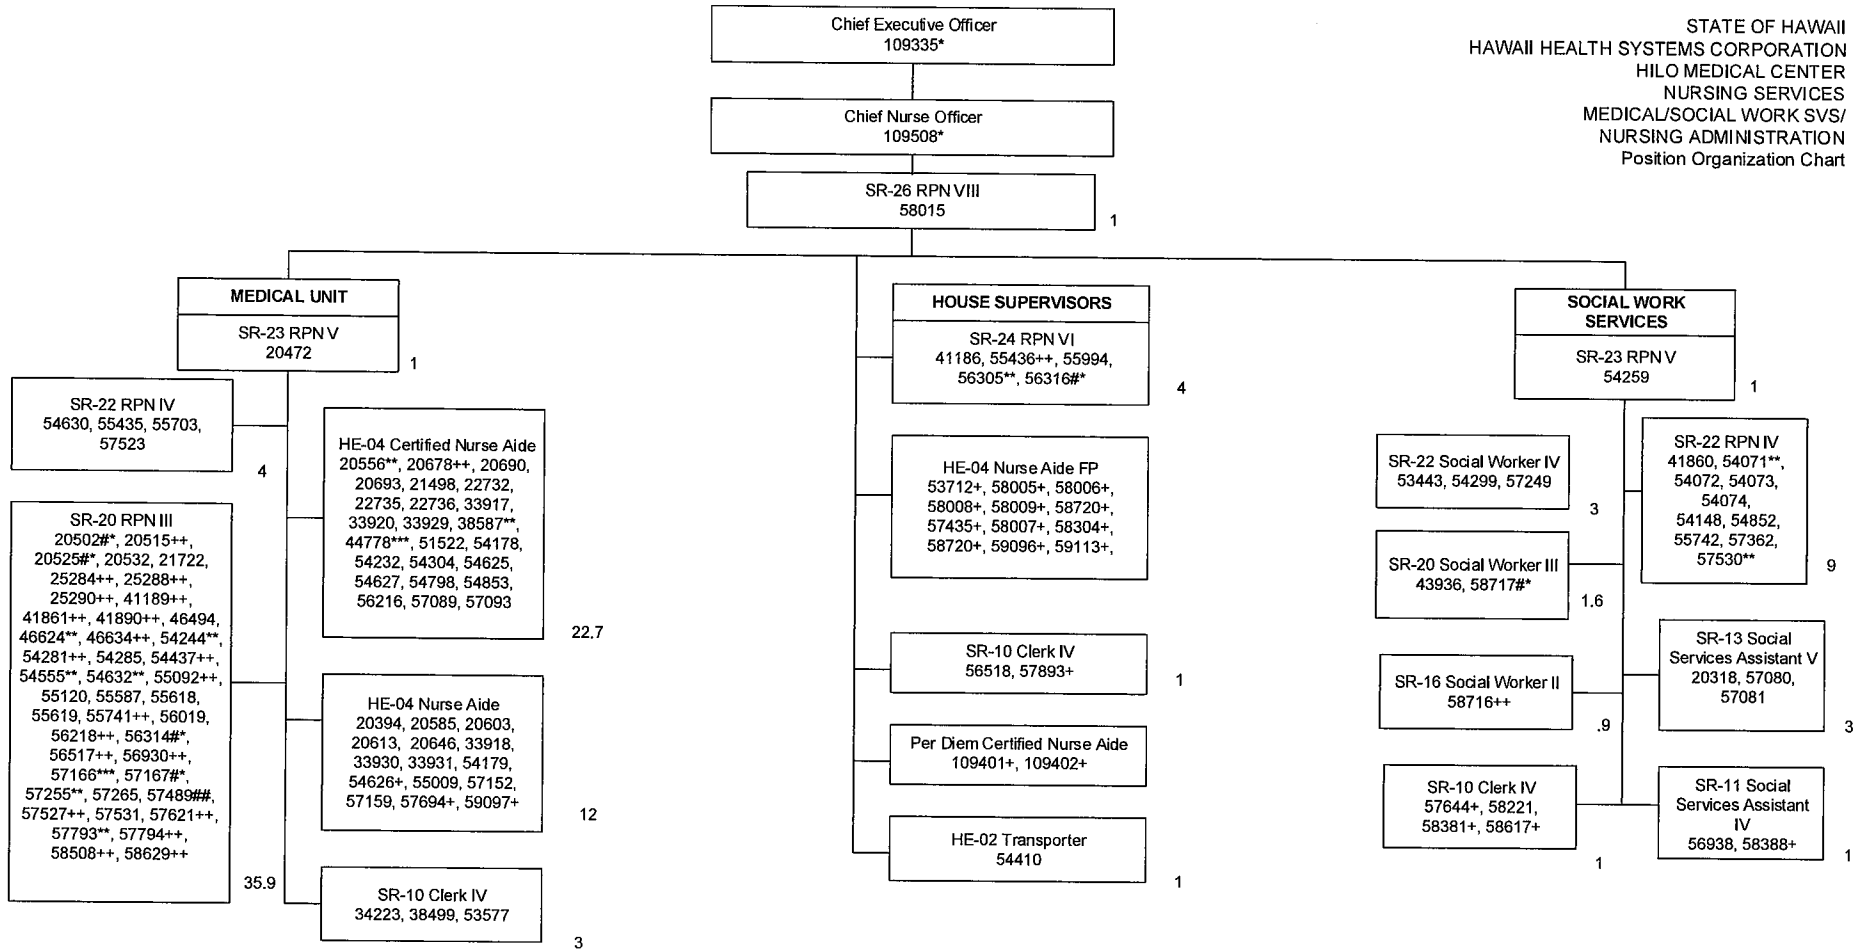 Chief Executive Officer
109335*
STATE OF HAWAII
HAWAII HEALTH SYSTEMS CORPORATION
HILO MEDICAL CENTER
NURSING SERVICES
MEDICAL/SOCIAL WORK SVS/
NURSING ADMINISTRATION
Position Organization Chart
Chief Nurse Officer
109508*
SR-26 RPN VIII
58015
1
MEDICAL UNIT
SR-23 RPN V
20472
1
SR-22 RPN IV
54630, 55435, 55703,
57523
4
SR-20 RPN III
20502#*, 20515++,
20525#*, 20532, 21722,
25284++, 25288++,
25290++, 41189++,
41861++, 41890++, 46494,
46624**, 46634++, 54244**,
54281++, 54285, 54437++,
54555**, 54632**, 55092++,
55120, 55587, 55618,
55619, 55741++, 56019,
56218++, 56314#*,
56517++, 56930++,
57166***, 57167#*,
57255**, 57265, 57489##,
57527++, 57531, 57621++,
57793**, 57794++,
58508++, 58629++
35.9
HE-04 Certified Nurse Aide
20556**, 20678++, 20690,
20693, 21498, 22732,
22735, 22736, 33917,
33920, 33929, 38587**,
44778***, 51522, 54178,
54232, 54304, 54625,
54627, 54798, 54853,
56216, 57089, 57093
22.7
HE-04 Nurse Aide
20394, 20585, 20603,
20613, 20646, 33918,
33930, 33931, 54179,
54626+, 55009, 57152,
57159, 57694+, 59097+
12
SR-10 Clerk IV
34223, 38499, 53577
3
HOUSE SUPERVISORS
SR-24 RPN VI
41186, 55436++, 55994,
56305**, 56316#*
4
HE-04 Nurse Aide FP
53712+, 58005+, 58006+,
58008+, 58009+, 58720+,
57435+, 58007+, 58304+,
58720+, 59096+, 59113+,
SR-10 Clerk IV
56518, 57893+
1
Per Diem Certified Nurse Aide
109401+, 109402+
HE-02 Transporter
54410
1
SOCIAL WORK
SERVICES
SR-23 RPN V
54259
1
SR-22 Social Worker IV
53443, 54299, 57249
3
SR-20 Social Worker III
43936, 58717#*
1.6
SR-16 Social Worker II
58716++
.9
SR-10 Clerk IV
57644+, 58221,
58381+, 58617+
1
SR-22 RPN IV
41860, 54071**,
54072, 54073,
54074,
54148, 54852,
55742, 57362,
57530**
9
SR-13 Social
Services Assistant V
20318, 57080,
57081
3
SR-11 Social
Services Assistant
IV
56938, 58388+
1